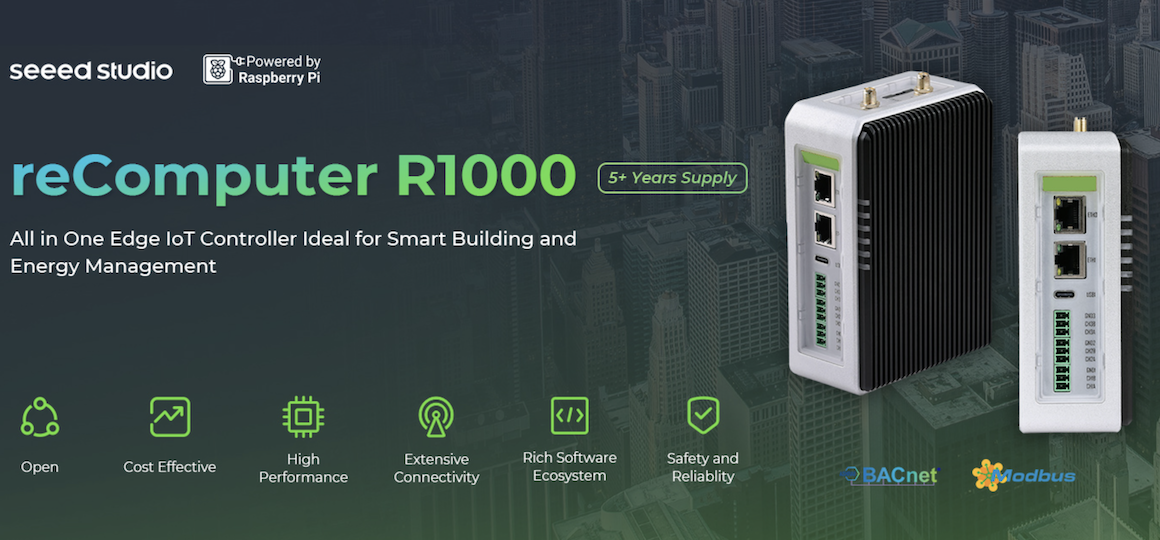 seeed studio
Powered by
Raspberry Pi
reComputer R1000
5+ Years Supply
All in One Edge IoT Controller Ideal for Smart Building and
Energy Management
Open
Cost Effective
High
Performance
Extensive
Connectivity
Rich Software
Ecosystem
Safety and
Reliablity
BACnet
Modbus